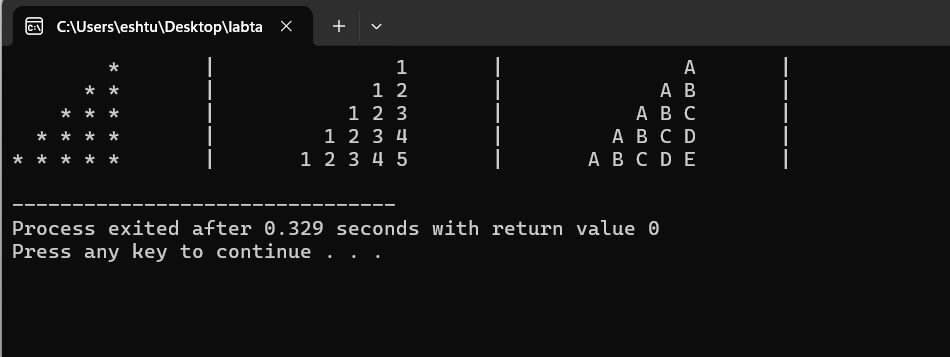 C:\Users\eshtu\Desktop\labta
        *       |               1       |               A       |
      * *       |             1 2       |             A B       |
    * * *       |           1 2 3       |           A B C       |
  * * * *       |         1 2 3 4       |         A B C D       |
* * * * *       |       1 2 3 4 5       |       A B C D E       |
--------------------------------
Process exited after 0.329 seconds with return value 0
Press any key to continue . . .